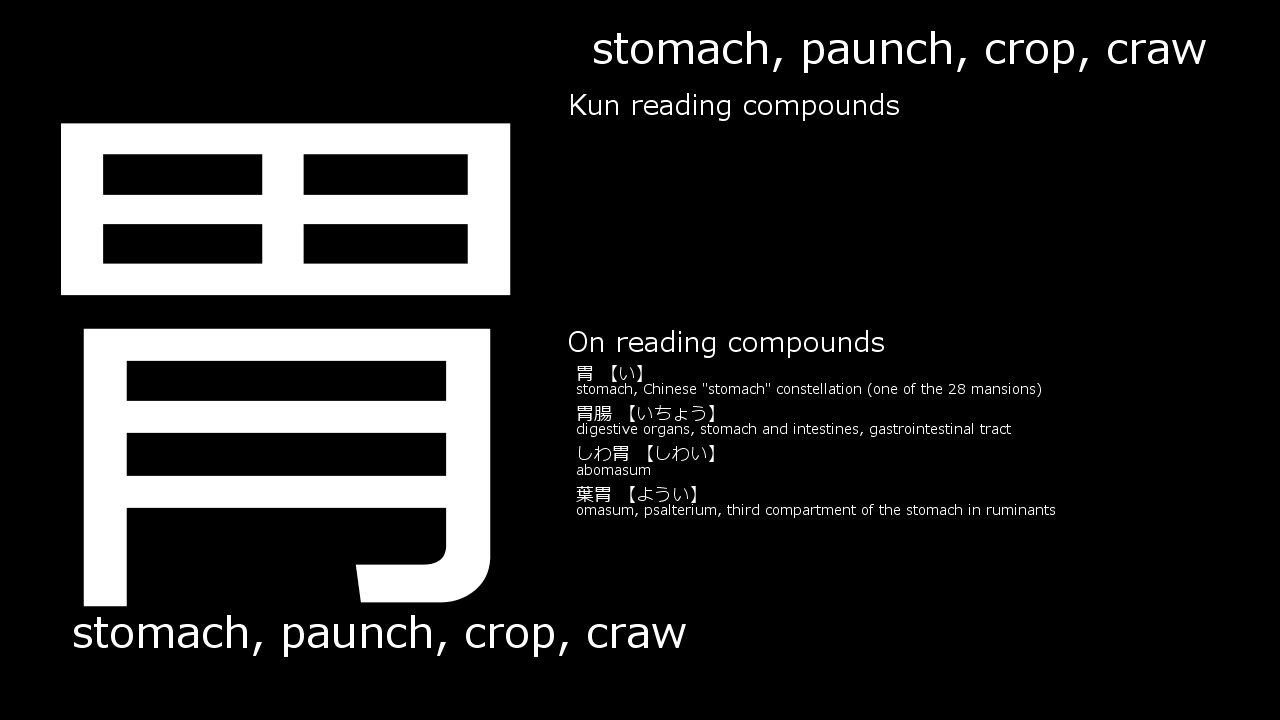 胃
stomach, paunch, crop, craw
stomach, paunch, crop, craw
Kun reading compounds
On reading compounds
胃 【い】
stomach, Chinese "stomach" constellation (one of the 28 mansions)
胃腸 【いちょう】
digestive organs, stomach and intestines, gastrointestinal tract
しわ胃 【しわい】
abomasum
葉胃 【ようい】
omasum, psalterium, third compartment of the stomach in ruminants